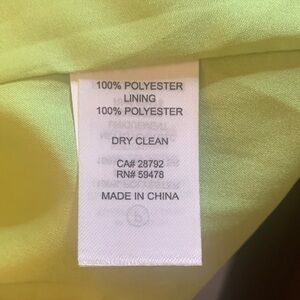 100% POLYESTER
LINING
100% POLYESTER
DRY CLEAN
CA# 28792
RN# 59478
MADE IN CHINA